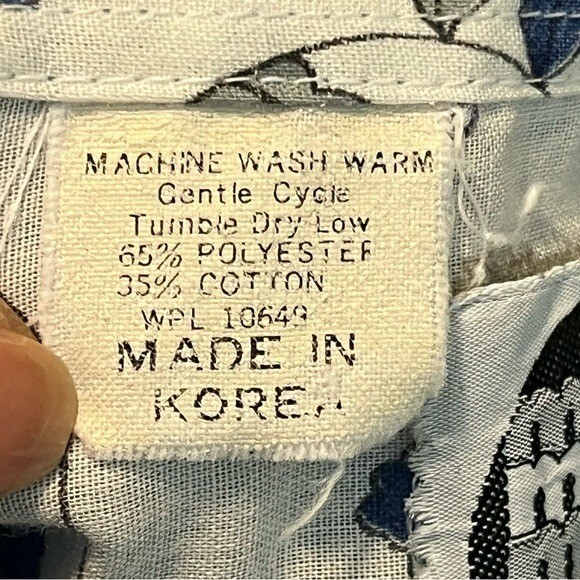 MACHINE WASH WARM
Gentle Cycle
Tumble Dry Low
65% POLYESTER
35% COTTON
WPL 10649
MADE IN
KOREA